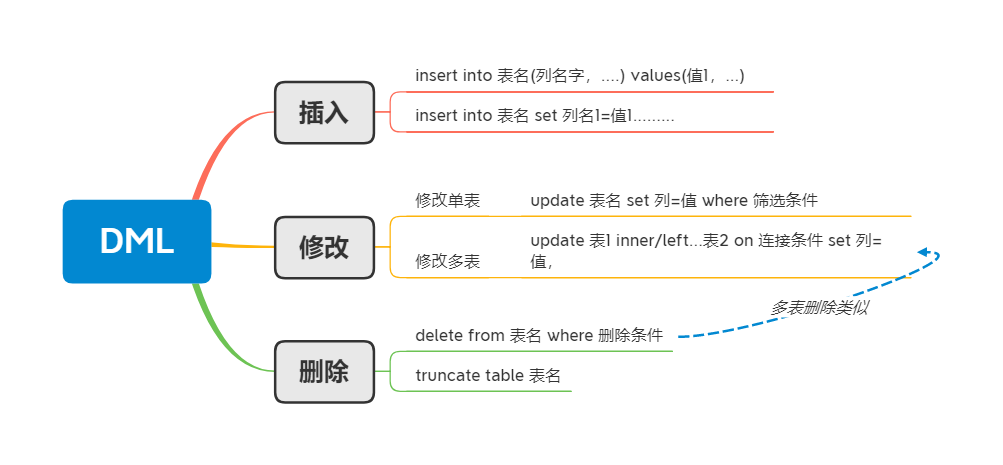 DML
插入
insert into 表名(列名字，....) values(值1，...)
insert into 表名 set 列名1=值1.........
修改
修改单表
update 表名 set 列=值 where 筛选条件
修改多表
update 表1 inner/left...表2 on 连接条件 set 列=
值，
多表删除类似
删除
delete from 表名 where 删除条件
truncate table 表名